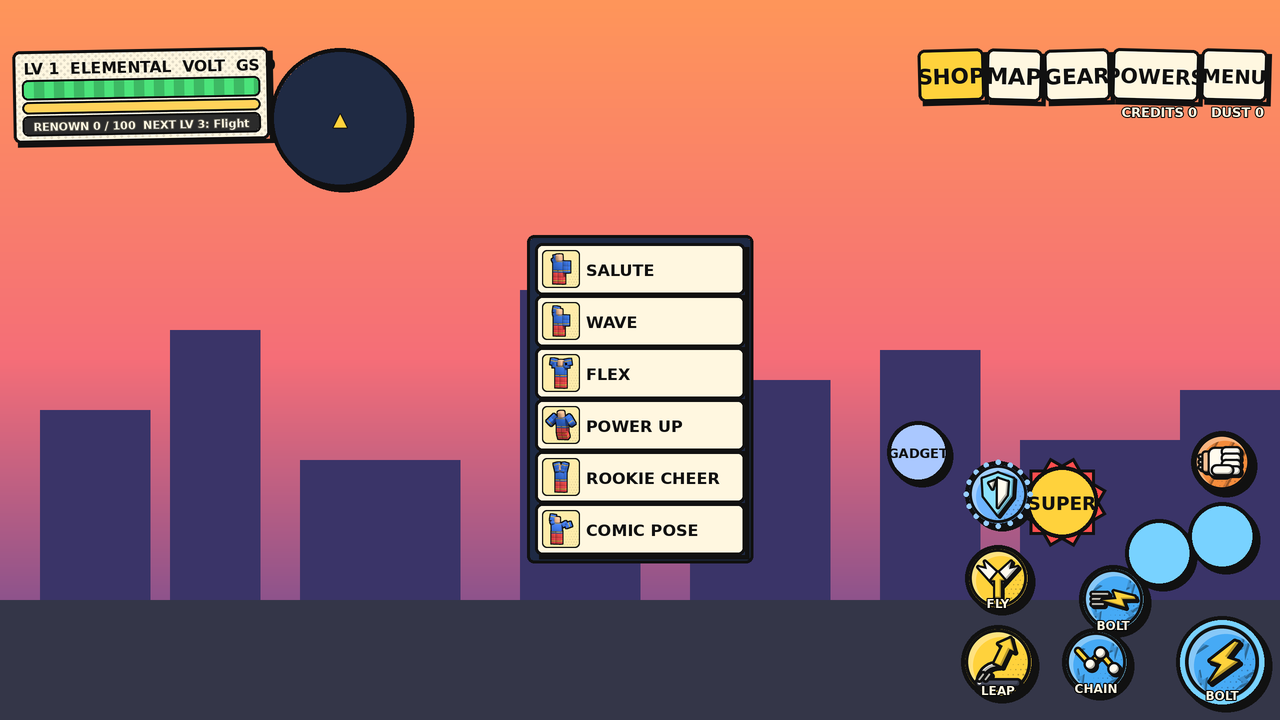 LV 1 ELEMENTAL VOLT GS
RENOWN 0 / 100 NEXT LV 3: Flight
SHOP
MAP
GEAR
POWERS
MENU
CREDITS 0 DUST 0
SALUTE
WAVE
FLEX
POWER UP
ROOKIE CHEER
COMIC POSE
GADGET
SUPER
FLY
BOLT
LEAP
CHAIN
BOLT